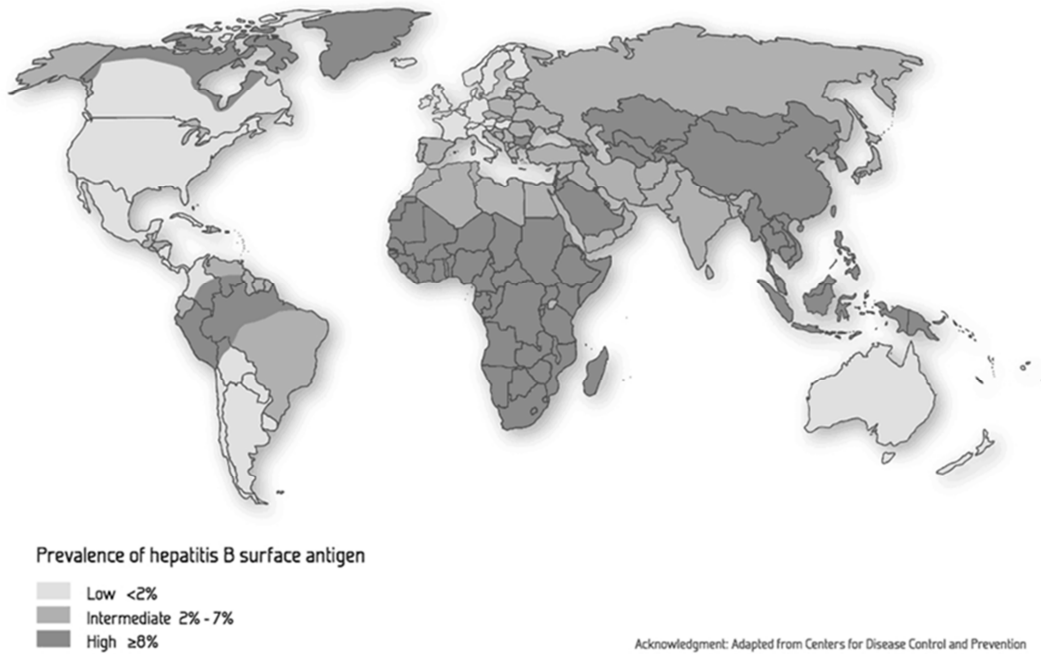 Prevalence of hepatitis B surface antigen
Low <2%
Intermediate 2% - 7%
High ≥8%
Acknowledgment: Adapted from Centers for Disease Control and Prevention